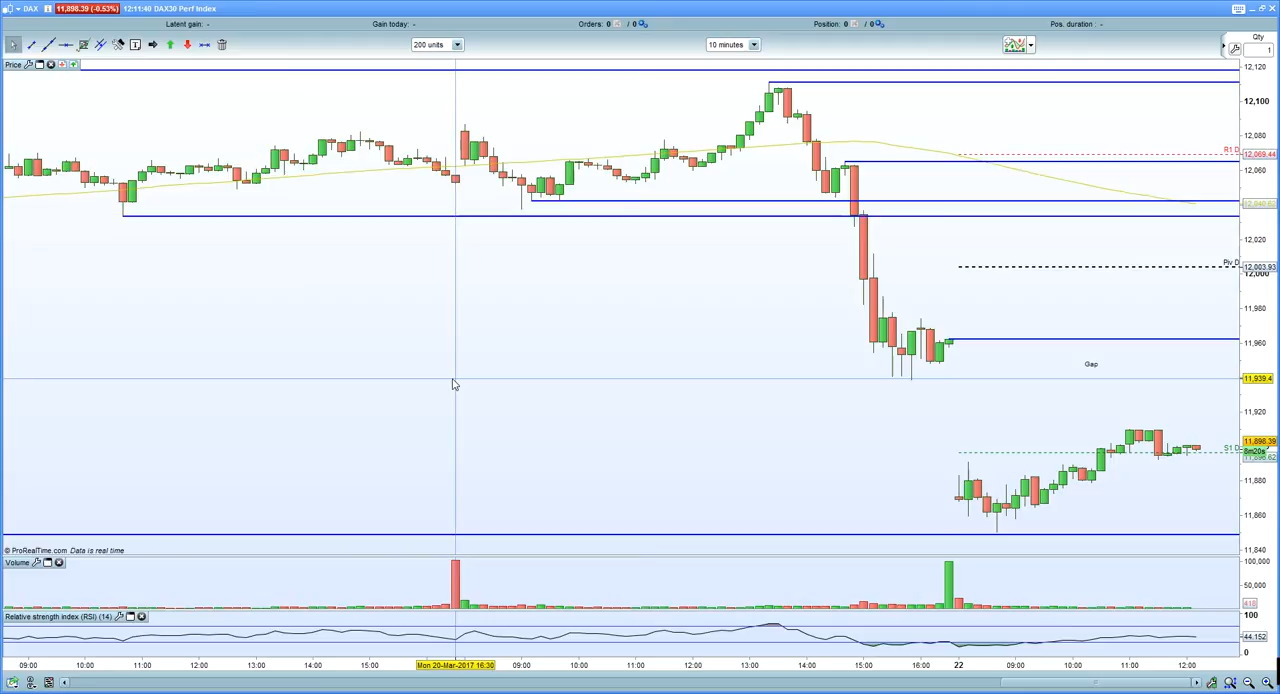 DAX 11,898.39 (-0.53%) 12:11:40 DAX30 Perf Index
Latent gain: - Gain today: - Orders: 0 / 0 Position: 0 / 0 Pos. duration : -
200 units 10 minutes Qty
1
Price
12,120
12,100
12,080
R1 D 12,069.44
12,060
12,020
Piv D 12,003.93
12,000
11,980
11,960
Gap
11,939.4
11,920
11,898.39
S1 D
8m20s
11,880
11,860
© ProRealTime.com Data is real time
11,840
Volume
100,000
50,000
418
Relative strength index (RSI) (14)
100
44.152
0
09:00 10:00 11:00 12:00 13:00 14:00 15:00 Mon 20-Mar-2017 16:30 09:00 10:00 11:00 12:00 13:00 14:00 15:00 16:00 22 09:00 10:00 11:00 12:00